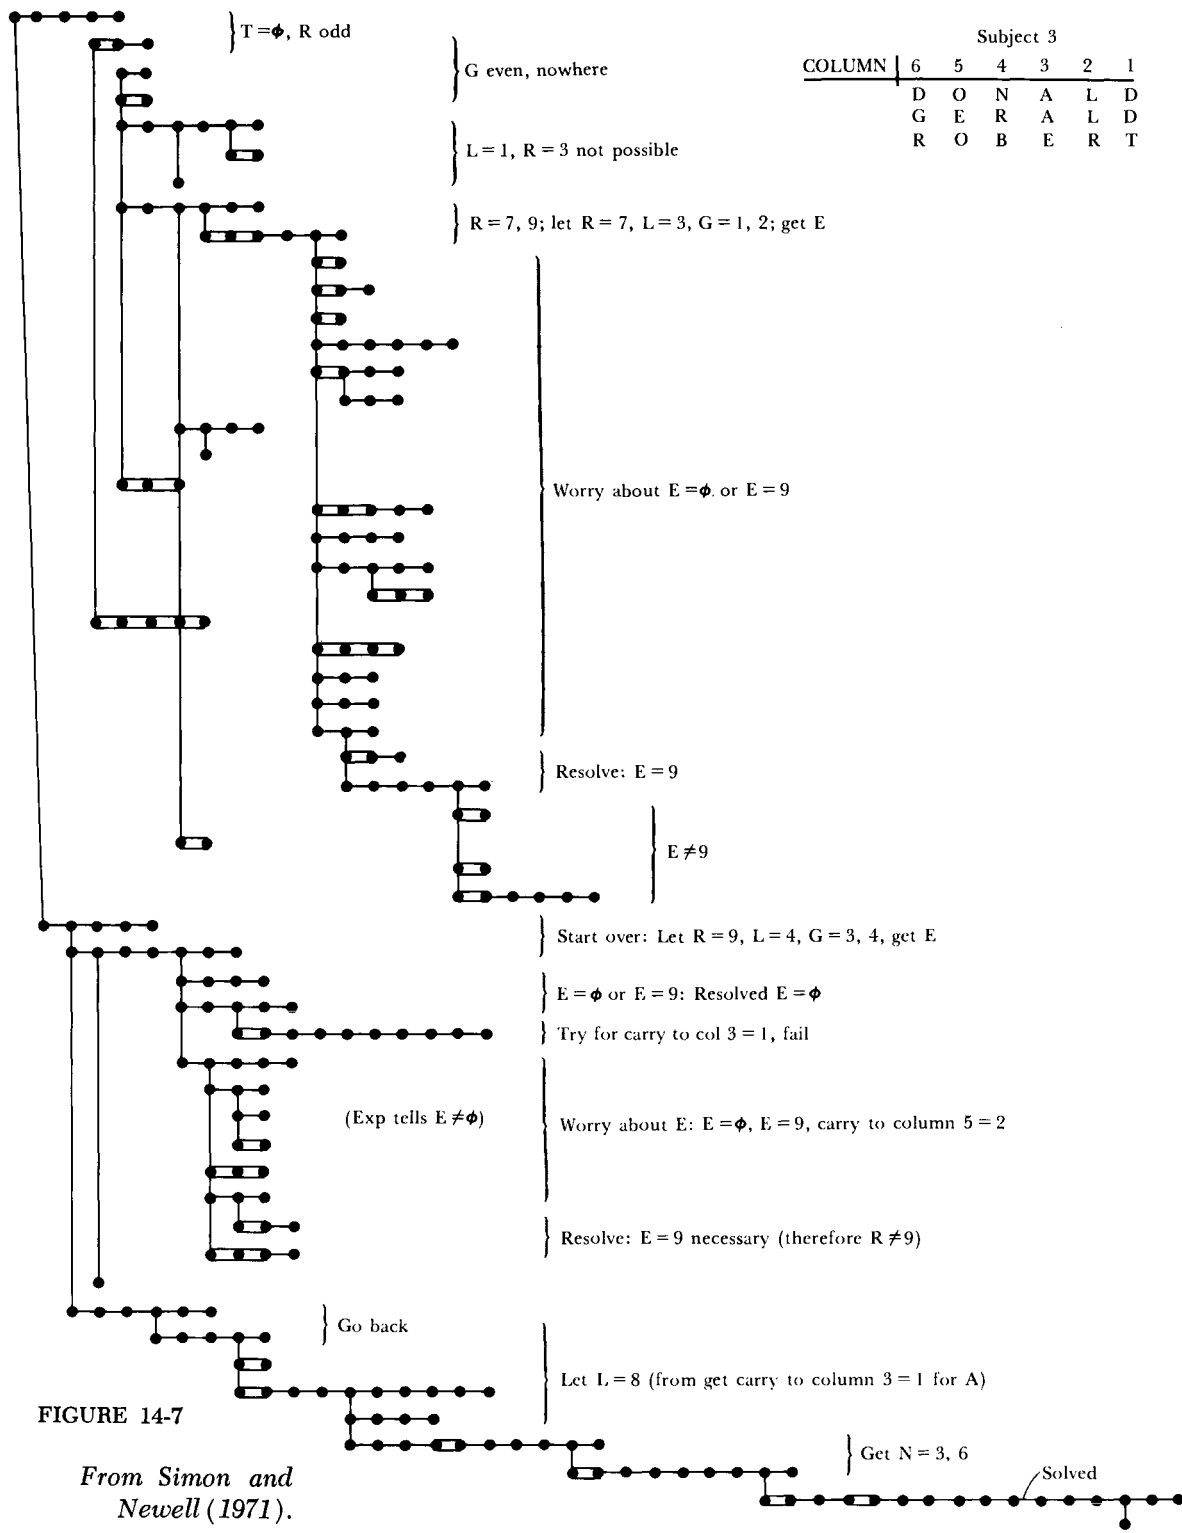 T = ϕ, R odd
Subject 3
COLUMN 6 5 4 3 2 1
D O N A L D
G E R A L D
R O B E R T
G even, nowhere
L = 1, R = 3 not possible
R = 7, 9; let R = 7, L = 3, G = 1, 2; get E
Worry about E = ϕ. or E = 9
Resolve: E = 9
E ≠ 9
Start over: Let R = 9, L = 4, G = 3, 4, get E
E = ϕ or E = 9: Resolved E = ϕ
Try for carry to col 3 = 1, fail
(Exp tells E ≠ ϕ)
Worry about E: E = ϕ, E = 9, carry to column 5 = 2
Resolve: E = 9 necessary (therefore R ≠ 9)
Go back
Let L = 8 (from get carry to column 3 = 1 for A)
FIGURE 14-7
Get N = 3, 6
From Simon and
Newell (1971).
Solved